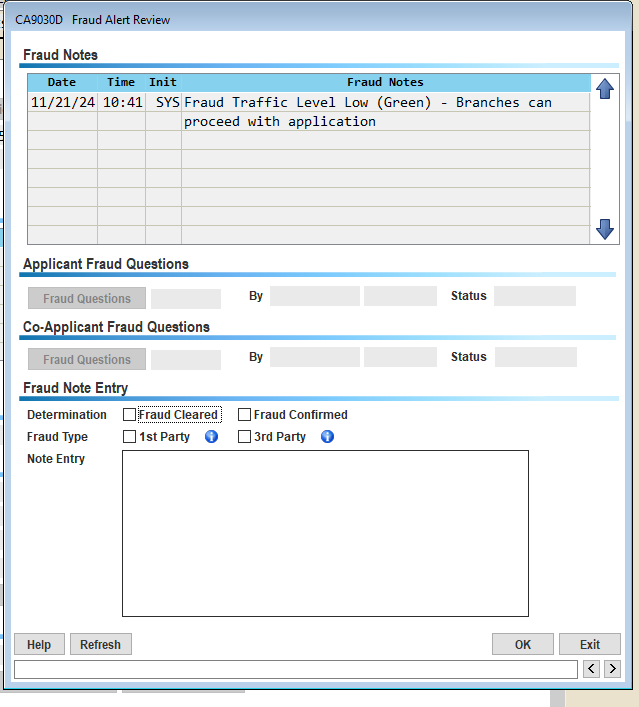 CA9030D Fraud Alert Review
Fraud Notes
Date Time Init Fraud Notes
11/21/24 10:41 SYS Fraud Traffic Level Low (Green) - Branches can
proceed with application
Applicant Fraud Questions
Fraud Questions By Status
Co-Applicant Fraud Questions
Fraud Questions By Status
Fraud Note Entry
Determination Fraud Cleared Fraud Confirmed
Fraud Type 1st Party 3rd Party
Note Entry
Help Refresh OK Exit